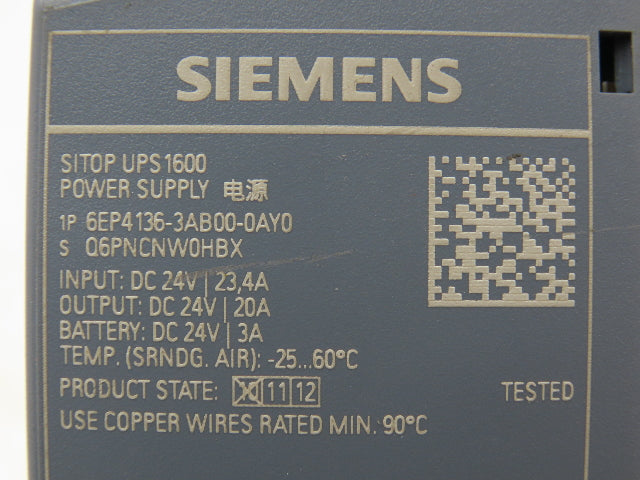 SIEMENS
SITOP UPS1600
POWER SUPPLY 电源
1P 6EP4136-3AB00-0AY0
S Q6PNCNW0HBX
INPUT: DC 24V | 23,4A
OUTPUT: DC 24V | 20A
BATTERY: DC 24V | 3A
TEMP. (SRNDG. AIR): -25...60°C
PRODUCT STATE: 10 11 12
TESTED
USE COPPER WIRES RATED MIN. 90°C